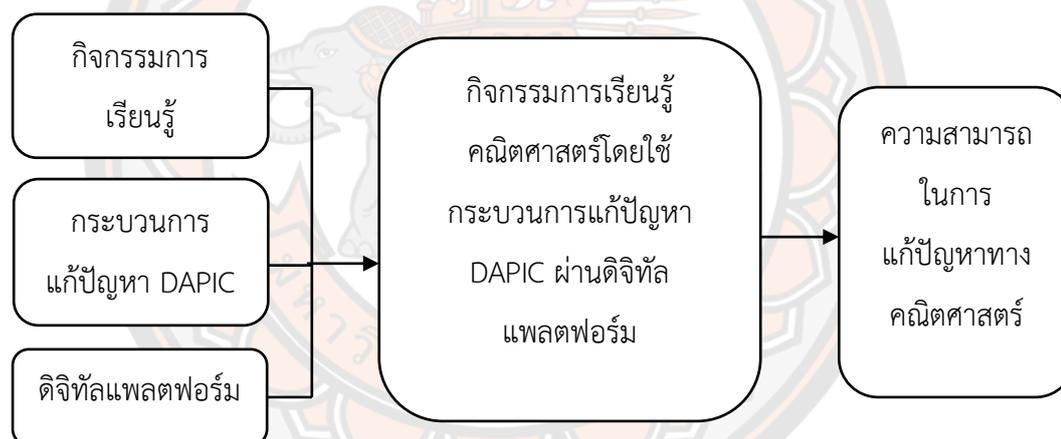 กิจกรรมการ
เรียนรู้
กระบวนการ
แก้ปัญหา DAPIC
ดิจิทัลแพลตฟอร์ม
กิจกรรมการเรียนรู้
คณิตศาสตร์โดยใช้
กระบวนการแก้ปัญหา
DAPIC ผ่านดิจิทัล
แพลตฟอร์ม
ความสามารถ
ในการ
แก้ปัญหาทาง
คณิตศาสตร์